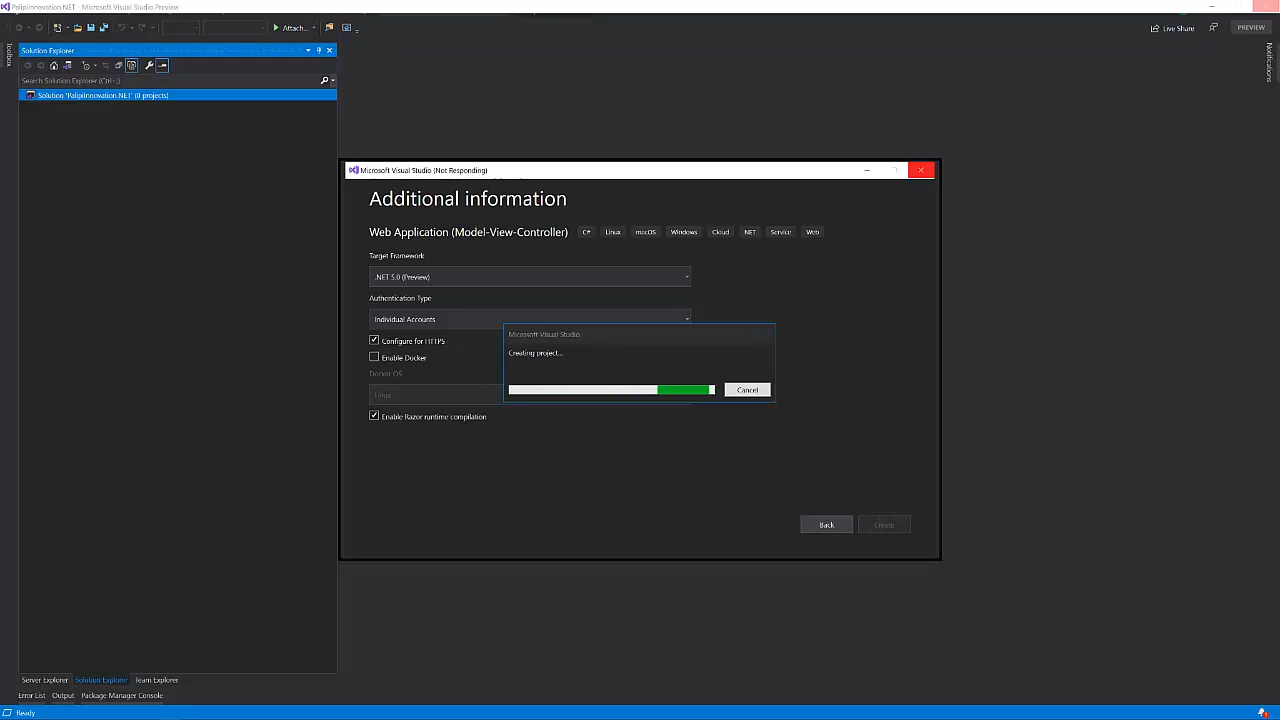 PalipInnovation.NET - Microsoft Visual Studio Preview
Attach...
Live Share
PREVIEW
Toolbox
Solution Explorer
Search Solution Explorer (Ctrl+;)
Solution 'PalipInnovation.NET' (0 projects)
Notifications
Microsoft Visual Studio (Not Responding)
Additional information
Web Application (Model-View-Controller) C# Linux macOS Windows Cloud .NET Service Web
Target Framework
.NET 5.0 (Preview)
Authentication Type
Individual Accounts
Configure for HTTPS
Enable Docker
Docker OS
Linux
Enable Razor runtime compilation
Microsoft Visual Studio
Creating project...
Cancel
Back Create
Server Explorer Solution Explorer Team Explorer
Error List Output Package Manager Console
Ready